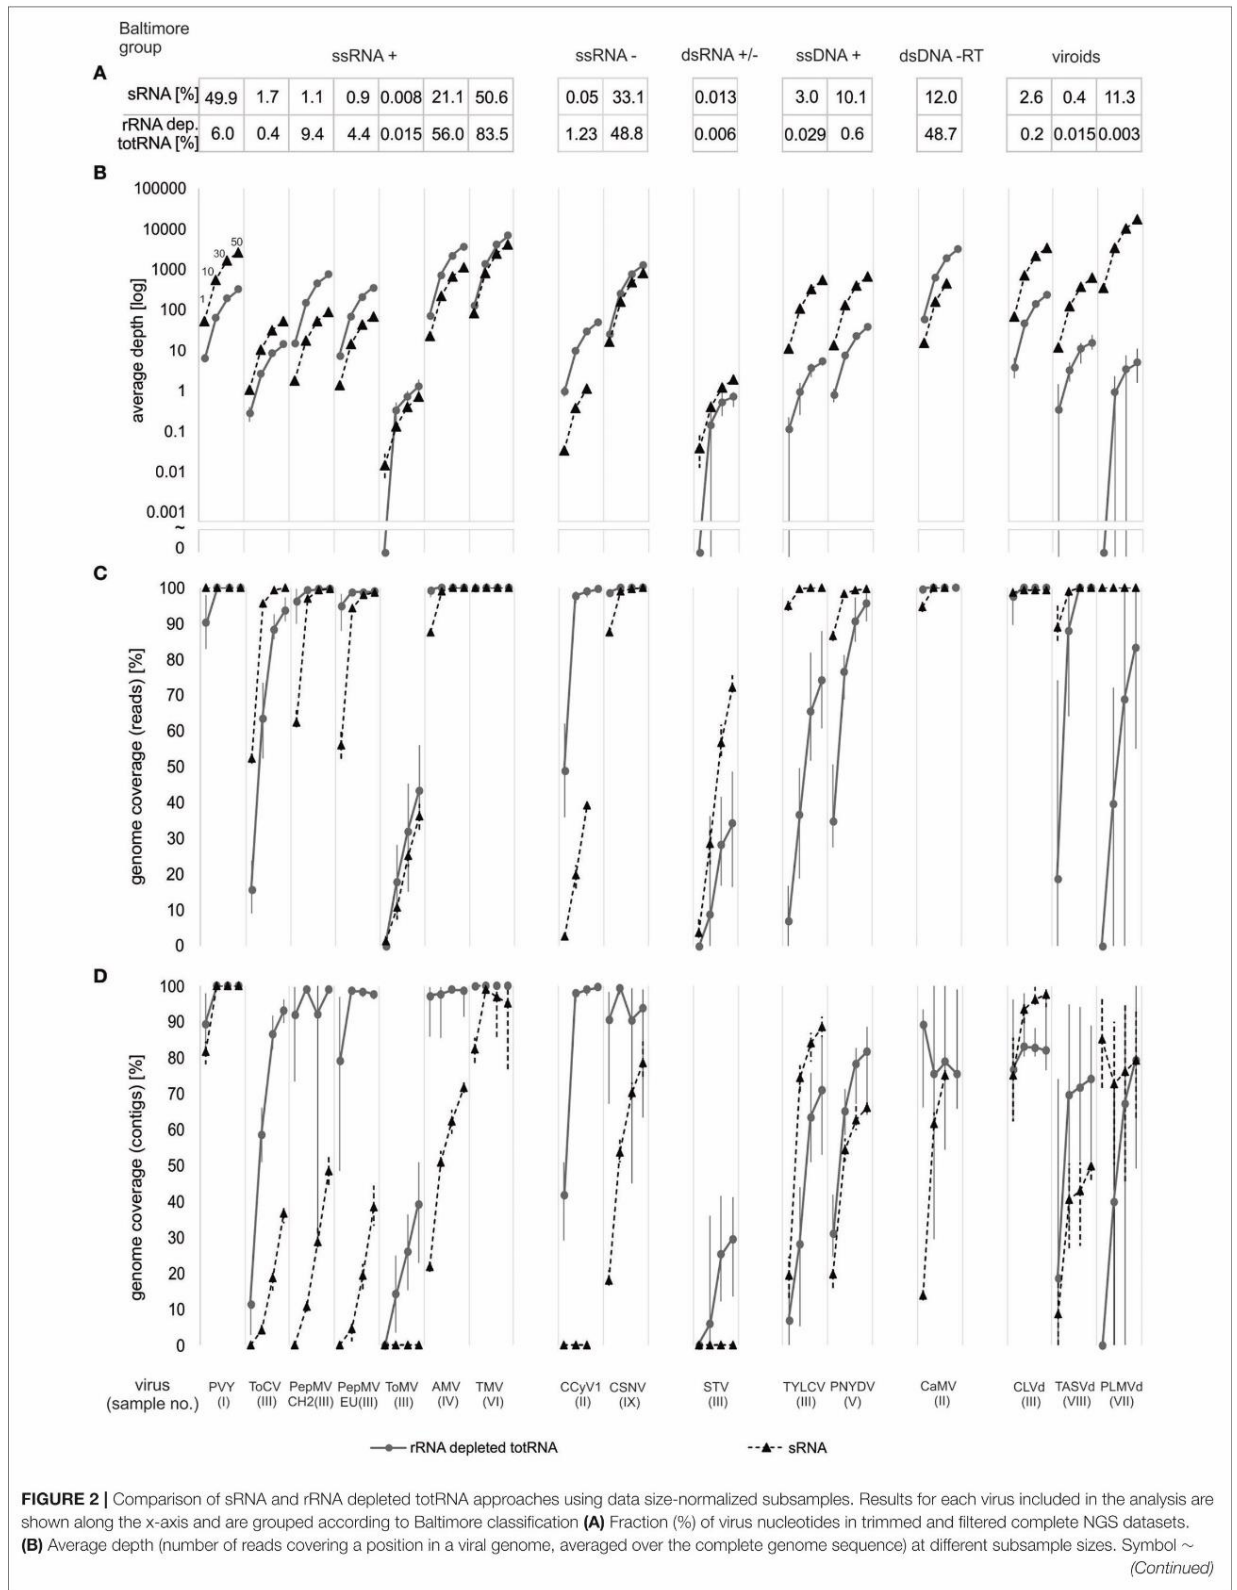 Baltimore
group
ssRNA +
ssRNA -
dsRNA +/-
ssDNA +
dsDNA -RT
viroids
A
sRNA [%] 49.9 1.7 1.1 0.9 0.008 21.1 50.6 0.05 33.1 0.013 3.0 10.1 12.0 2.6 0.4 11.3
rRNA dep.
totRNA [%] 6.0 0.4 9.4 4.4 0.015 56.0 83.5 1.23 48.8 0.006 0.029 0.6 48.7 0.2 0.015 0.003
B
average depth [log]
100000
10000
1000
100
10
1
0.1
0.01
0.001
~
0
1
10
30
50
C
genome coverage (reads) [%]
100
90
80
70
60
50
40
30
20
10
0
D
genome coverage (contigs) [%]
100
90
80
70
60
50
40
30
20
10
0
virus
(sample no.)
PVY
(I)
ToCV
(III)
PepMV
CH2(III)
PepMV
EU(III)
ToMV
(III)
AMV
(IV)
TMV
(VI)
CCyV1
(II)
CSNV
(IX)
STV
(III)
TYLCV
(III)
PNYDV
(V)
CaMV
(II)
CLVd
(III)
TASVd
(VIII)
PLMVd
(VII)
rRNA depleted totRNA
sRNA
FIGURE 2 | Comparison of sRNA and rRNA depleted totRNA approaches using data size-normalized subsamples. Results for each virus included in the analysis are
shown along the x-axis and are grouped according to Baltimore classification (A) Fraction (%) of virus nucleotides in trimmed and filtered complete NGS datasets.
(B) Average depth (number of reads covering a position in a viral genome, averaged over the complete genome sequence) at different subsample sizes. Symbol ~
(Continued)